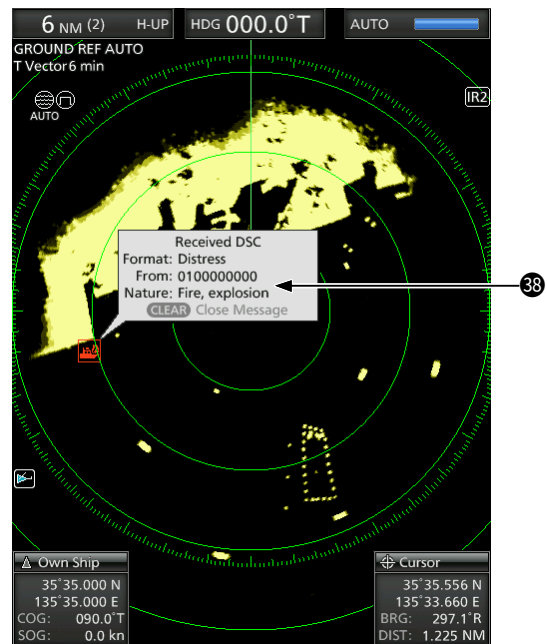 6 NM (2) H-UP HDG 000.0°T AUTO
GROUND REF AUTO
T Vector 6 min
AUTO
IR2
Received DSC
Format: Distress
From: 0100000000
Nature: Fire, explosion
CLEAR Close Message
38
Own Ship
35°35.000 N
135°35.000 E
COG: 090.0°T
SOG: 0.0 kn
Cursor
35°35.556 N
135°33.660 E
BRG: 297.1°R
DIST: 1.225 NM